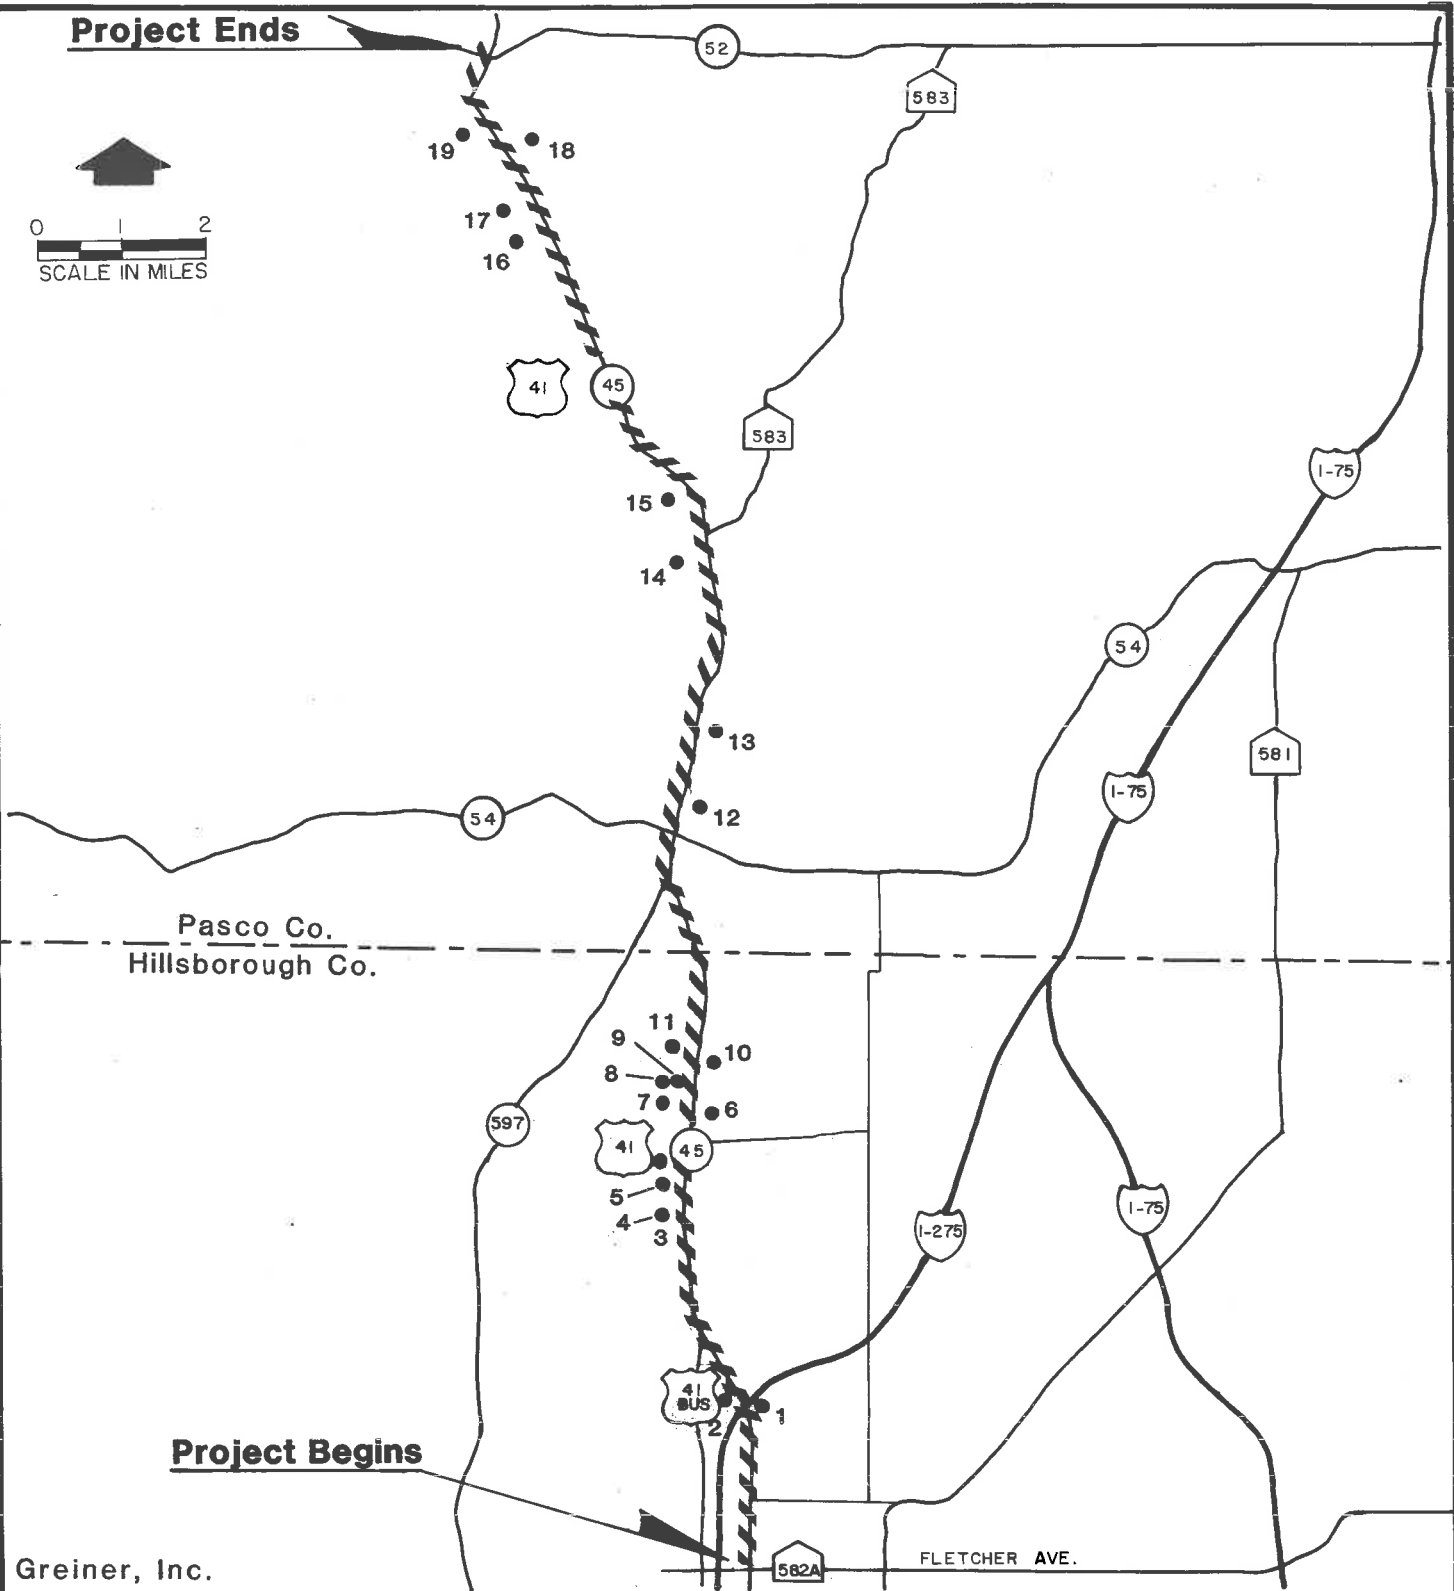 Project Ends
52
583
19
18
0 1 2
SCALE IN MILES
17
16
41
45
583
I-75
15
14
54
581
13
I-75
12
54
Pasco Co.
Hillsborough Co.
11
9
10
8
7
6
597
41
45
5
4
3
I-275
I-75
41
BUS
2
1
Project Begins
FLETCHER AVE.
582A
Greiner, Inc.